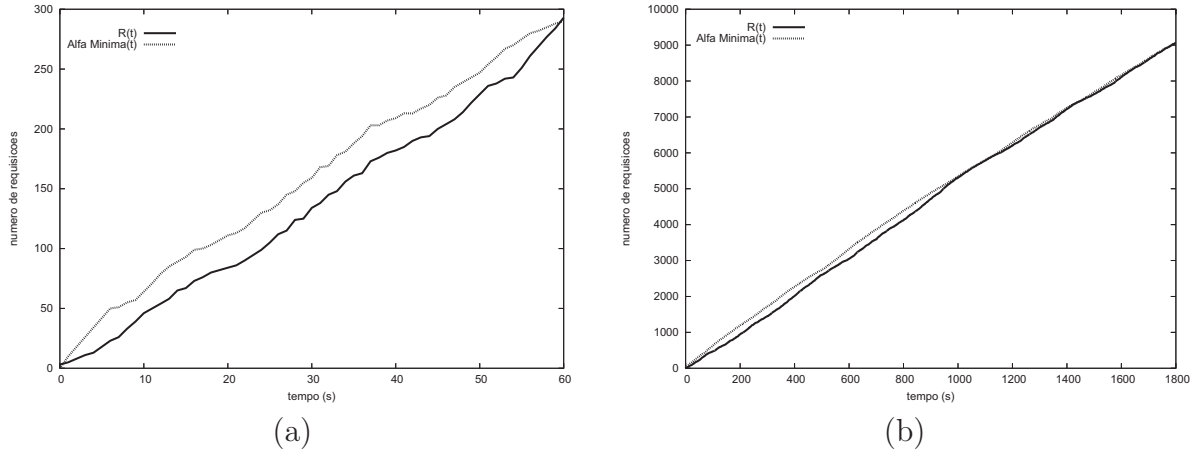 300
250
200
150
100
50
0
numero de requisicoes
R(t)
Alfa Minima(t)
0 10 20 30 40 50 60
tempo (s)
(a)
10000
9000
8000
7000
6000
5000
4000
3000
2000
1000
0
numero de requisicoes
R(t)
Alfa Minima(t)
0 200 400 600 800 1000 1200 1400 1600 1800
tempo (s)
(b)